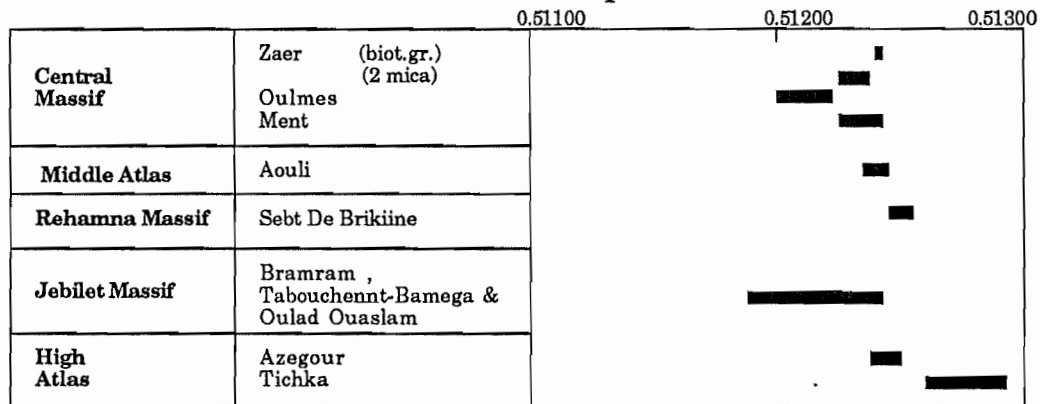 0.51100 0.51200 0.51300
Central
Massif
Zaer (biot.gr.)
(2 mica)
Oulmes
Ment
Middle Atlas
Aouli
Rehamna Massif
Sebt De Brikiine
Jebilet Massif
Bramram ,
Tabouchennt-Bamega &
Oulad Ouaslam
High
Atlas
Azegour
Tichka